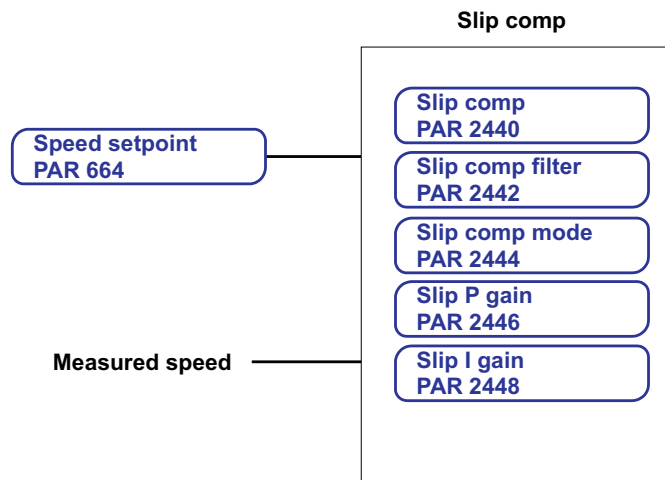 Slip comp
Speed setpoint
PAR 664
Measured speed
Slip comp
PAR 2440
Slip comp filter
PAR 2442
Slip comp mode
PAR 2444
Slip P gain
PAR 2446
Slip I gain
PAR 2448